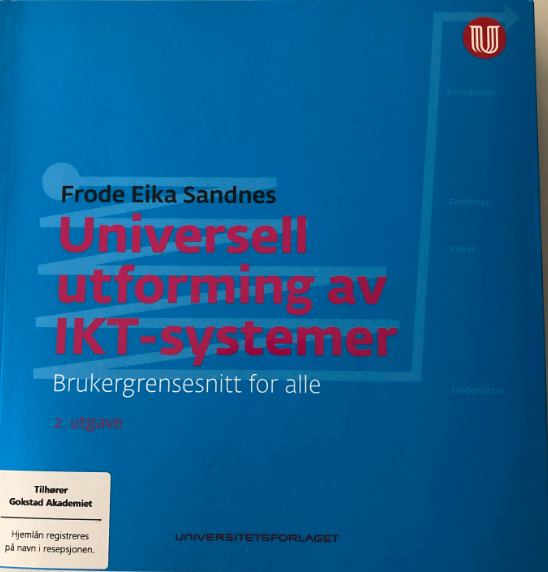 Forlagslogo
Forfatter
Frode Eika Sandnes
Universell
Tittel
utforming av
IKT-systemer
Brukergrensesnitt for alle
Undertittel
2. utgave
Tilhører
Gokstad Akademiet
Hjemlån registreres
på navn i resepsjonen.
UNIVERSITETSFORLAGET